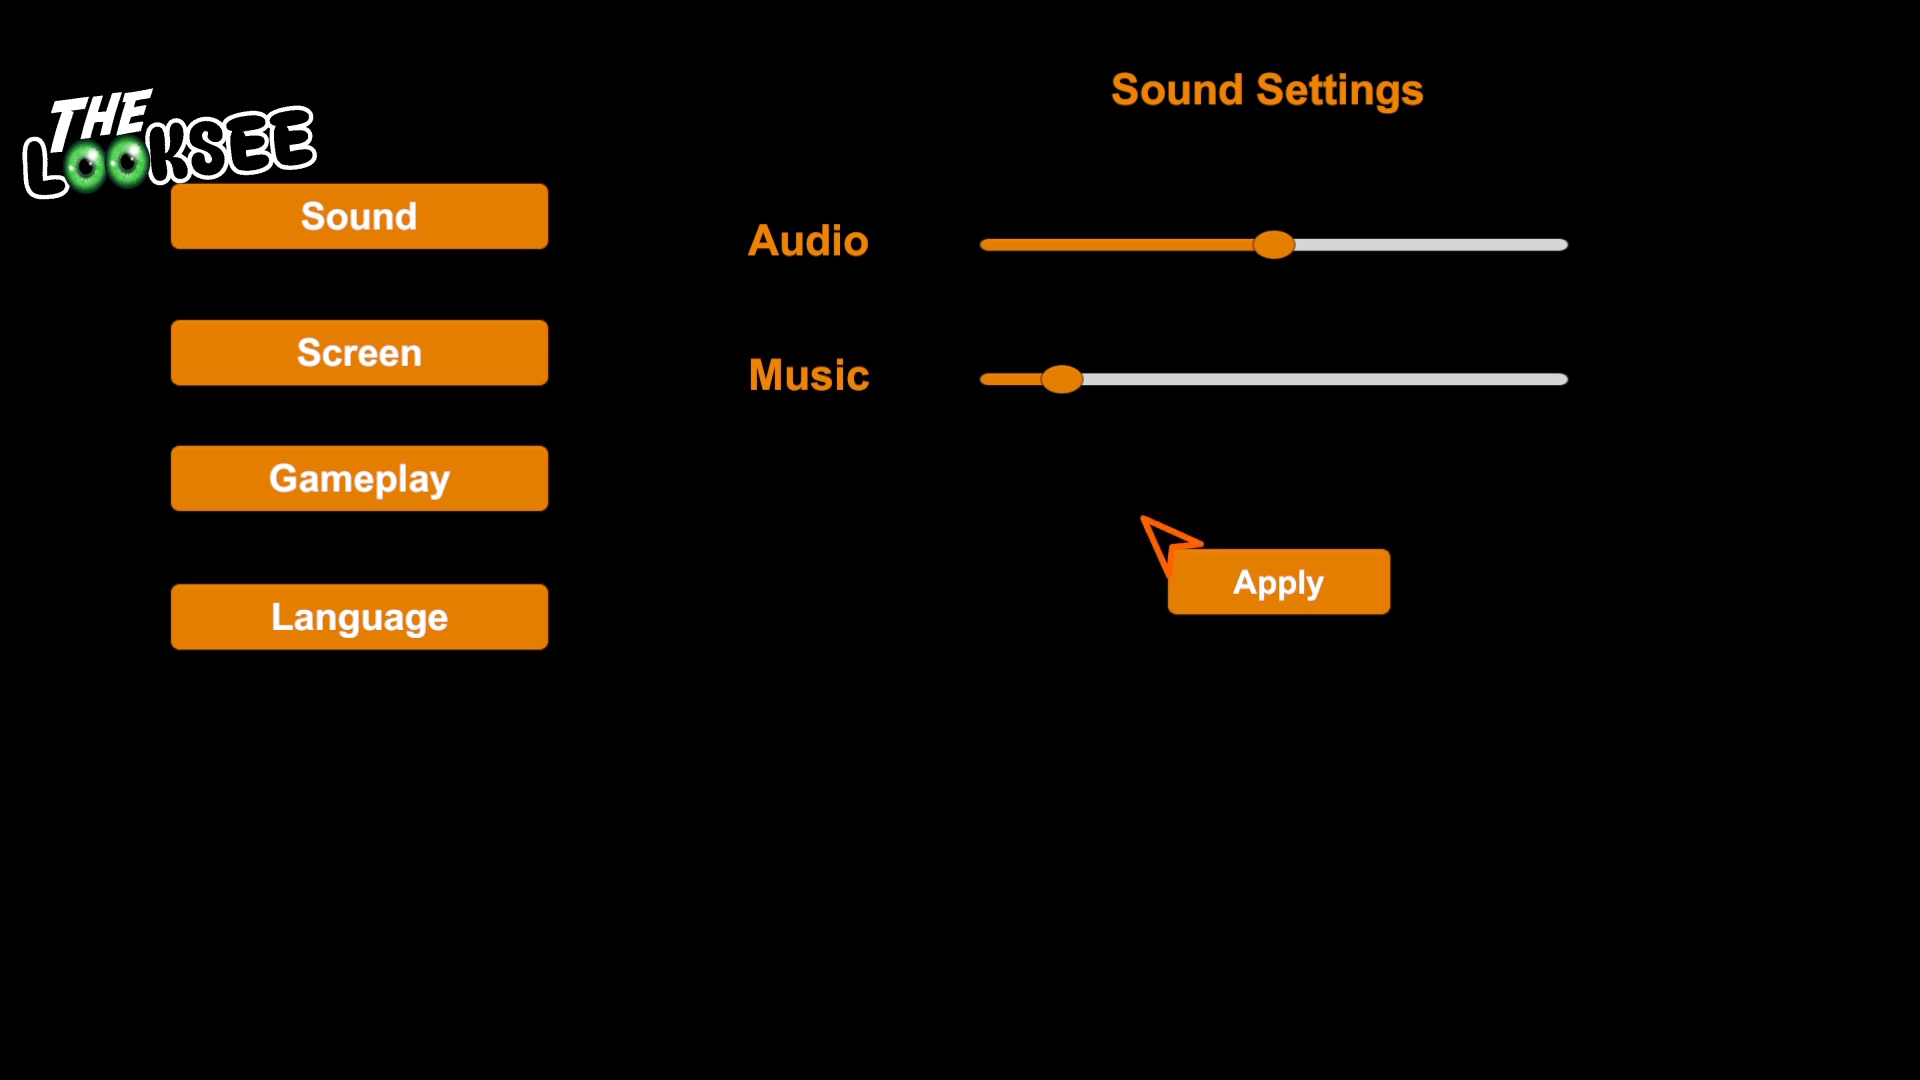 THE
LOOKSEE
Sound Settings
Sound
Audio
Screen
Music
Gameplay
Apply
Language